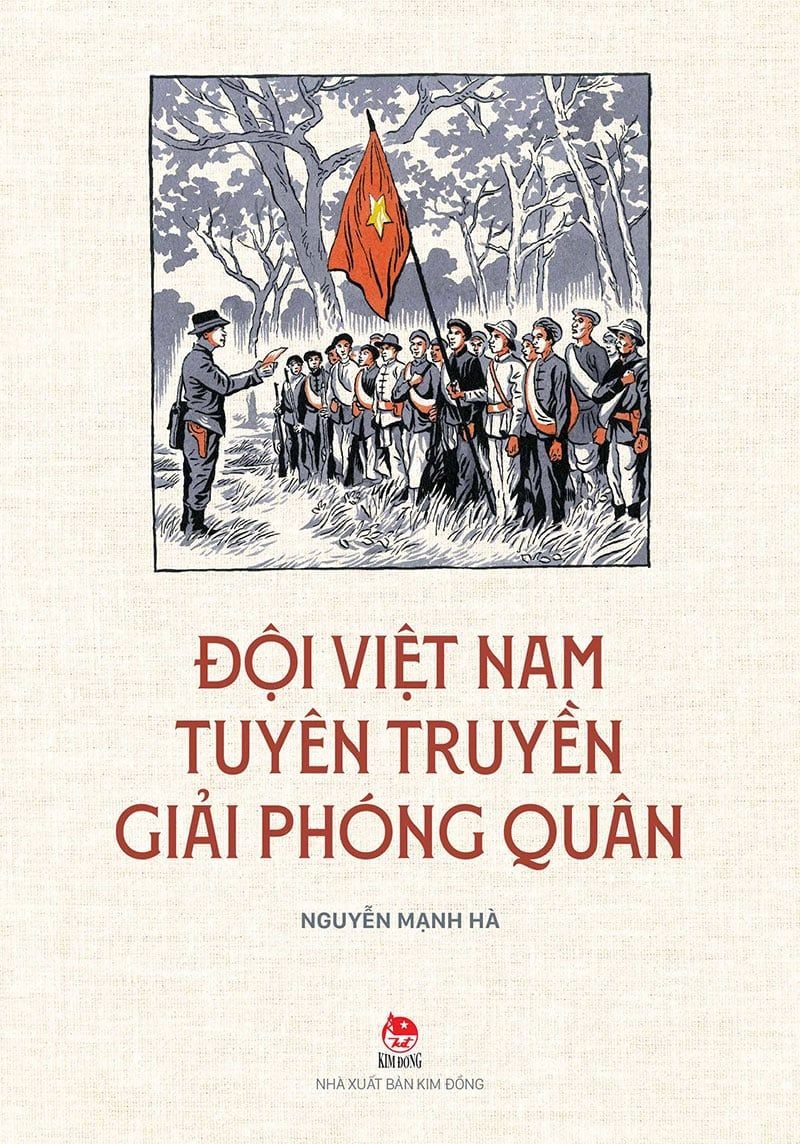 ĐỘI VIỆT NAM
TUYÊN TRUYỀN
GIẢI PHÓNG QUÂN
NGUYỄN MẠNH HÀ
KIM ĐỒNG
NHÀ XUẤT BẢN KIM ĐỒNG